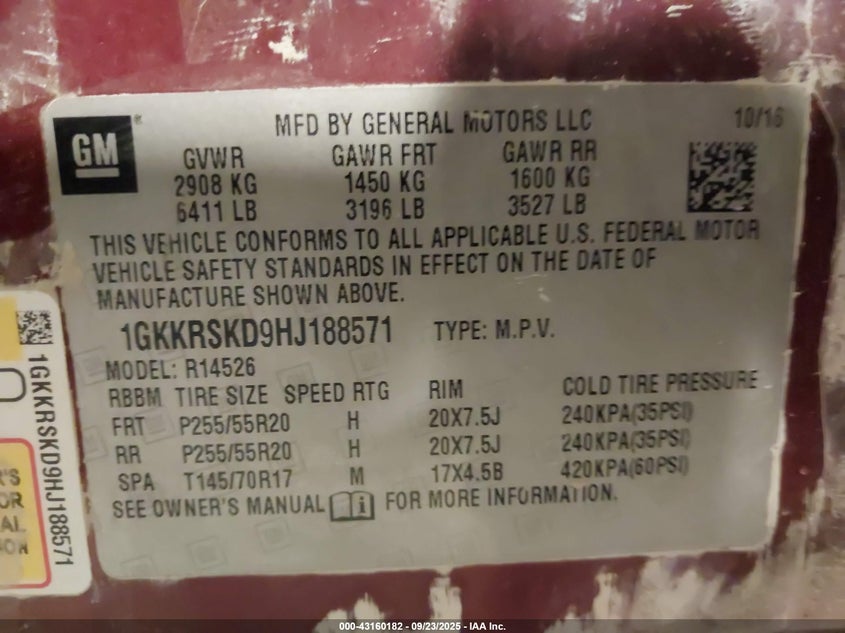 GM
®
MFD BY GENERAL MOTORS LLC 10/16
GVWR GAWR FRT GAWR RR
2908 KG 1450 KG 1600 KG
6411 LB 3196 LB 3527 LB
THIS VEHICLE CONFORMS TO ALL APPLICABLE U.S. FEDERAL MOTOR
VEHICLE SAFETY STANDARDS IN EFFECT ON THE DATE OF
MANUFACTURE SHOWN ABOVE.
1GKKRSKD9HJ188571 TYPE: M.P.V.
MODEL: R14526
RBBM TIRE SIZE SPEED RTG RIM COLD TIRE PRESSURE
FRT P255/55R20 H 20X7.5J 240KPA(35PSI)
RR P255/55R20 H 20X7.5J 240KPA(35PSI)
SPA T145/70R17 M 17X4.5B 420KPA(60PSI)
SEE OWNER'S MANUAL FOR MORE INFORMATION.
1GKKRSKD9HJ188571
R'S
OR
AL
000-43160182 - 09/23/2025 - IAA Inc.